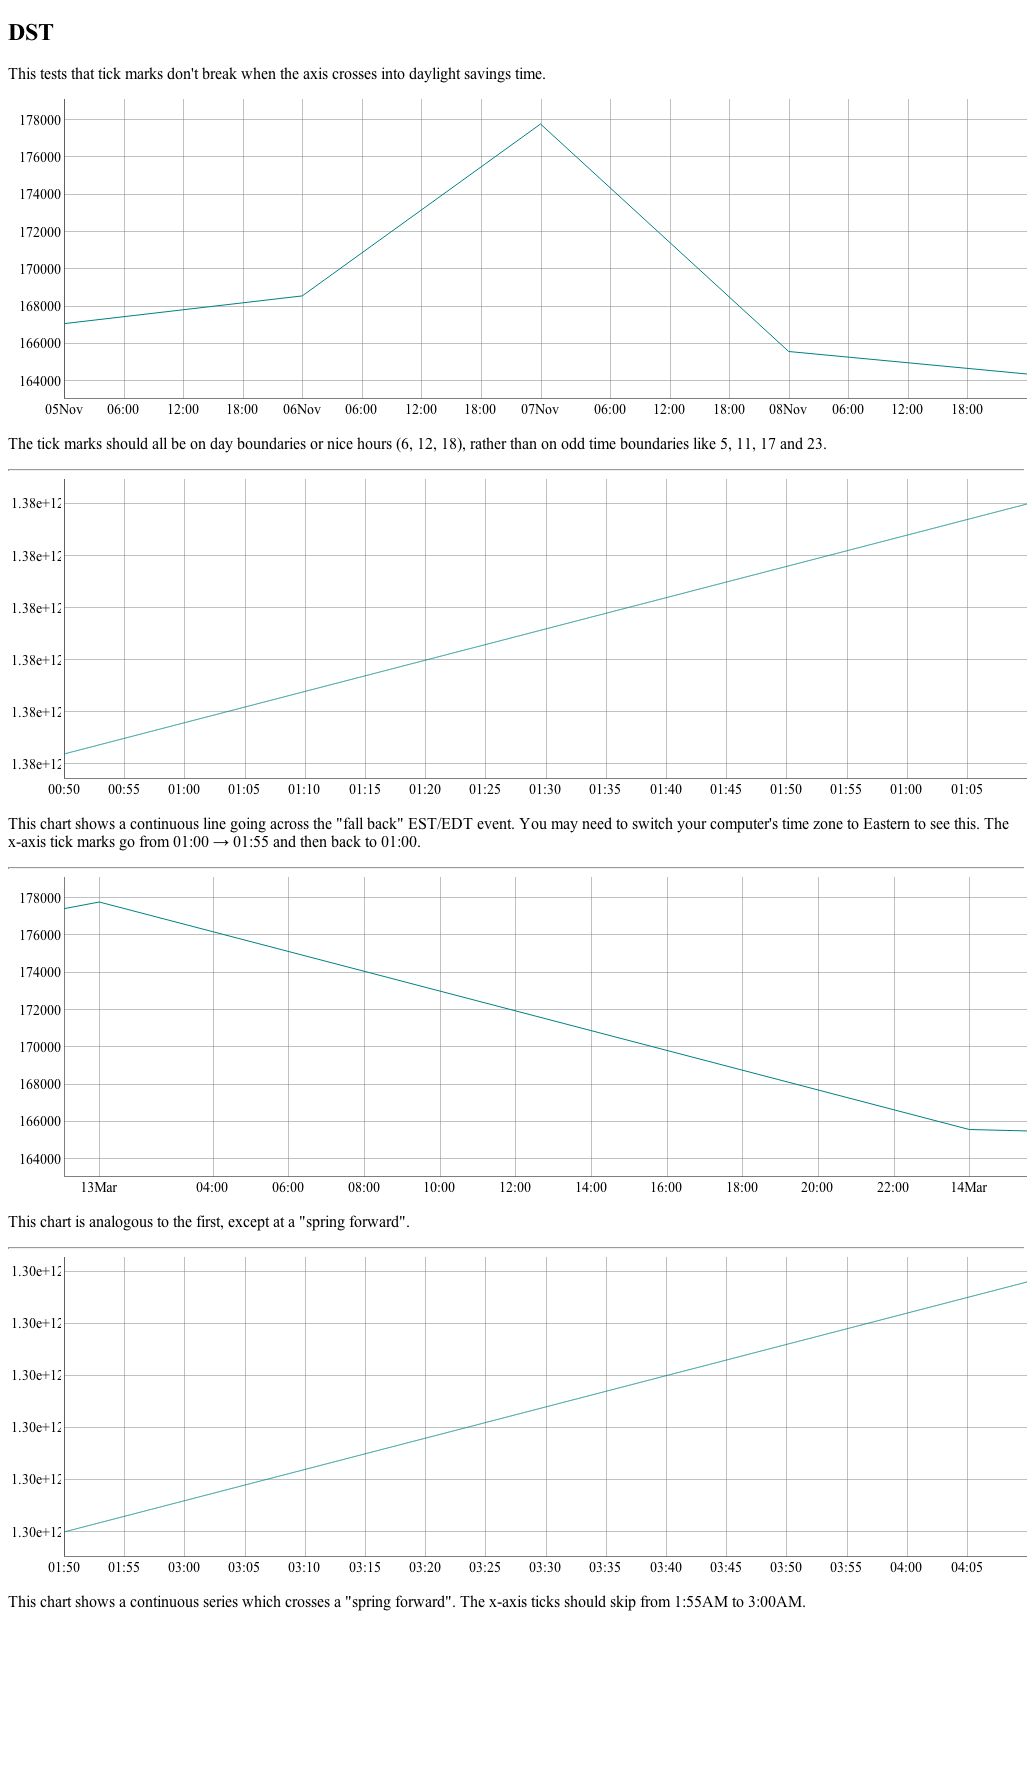 DST
This tests that tick marks don't break when the axis crosses into daylight savings time.
178000
176000
174000
172000
170000
168000
166000
164000
05Nov 06:00 12:00 18:00 06Nov 06:00 12:00 18:00 07Nov 06:00 12:00 18:00 08Nov 06:00 12:00 18:00
The tick marks should all be on day boundaries or nice hours (6, 12, 18), rather than on odd time boundaries like 5, 11, 17 and 23.
1.38e+12
1.38e+12
1.38e+12
1.38e+12
1.38e+12
1.38e+12
00:50 00:55 01:00 01:05 01:10 01:15 01:20 01:25 01:30 01:35 01:40 01:45 01:50 01:55 01:00 01:05
This chart shows a continuous line going across the "fall back" EST/EDT event. You may need to switch your computer's time zone to Eastern to see this. The
x-axis tick marks go from 01:00 → 01:55 and then back to 01:00.
178000
176000
174000
172000
170000
168000
166000
164000
13Mar 04:00 06:00 08:00 10:00 12:00 14:00 16:00 18:00 20:00 22:00 14Mar
This chart is analogous to the first, except at a "spring forward".
1.30e+12
1.30e+12
1.30e+12
1.30e+12
1.30e+12
1.30e+12
01:50 01:55 03:00 03:05 03:10 03:15 03:20 03:25 03:30 03:35 03:40 03:45 03:50 03:55 04:00 04:05
This chart shows a continuous series which crosses a "spring forward". The x-axis ticks should skip from 1:55AM to 3:00AM.